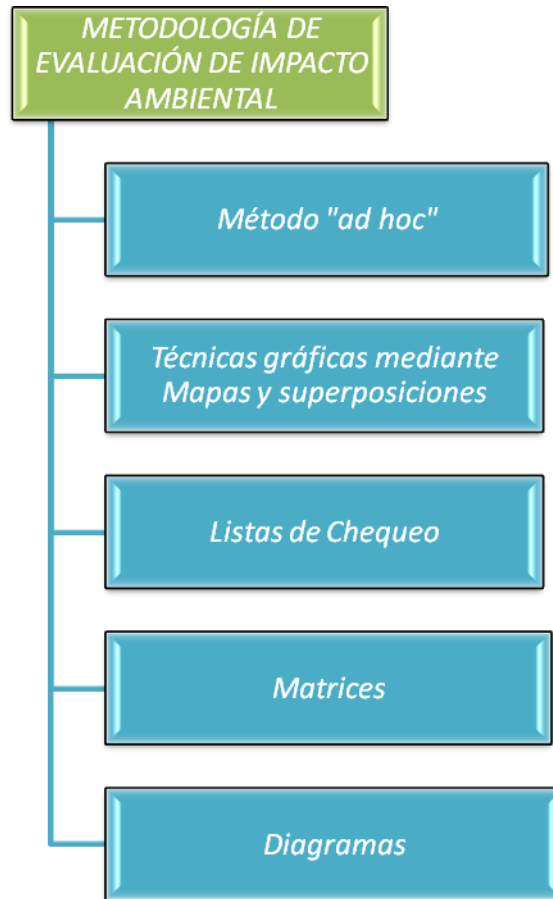 METODOLOGÍA DE
EVALUACIÓN DE IMPACTO
AMBIENTAL
Método "ad hoc"
Técnicas gráficas mediante
Mapas y superposiciones
Listas de Chequeo
Matrices
Diagramas